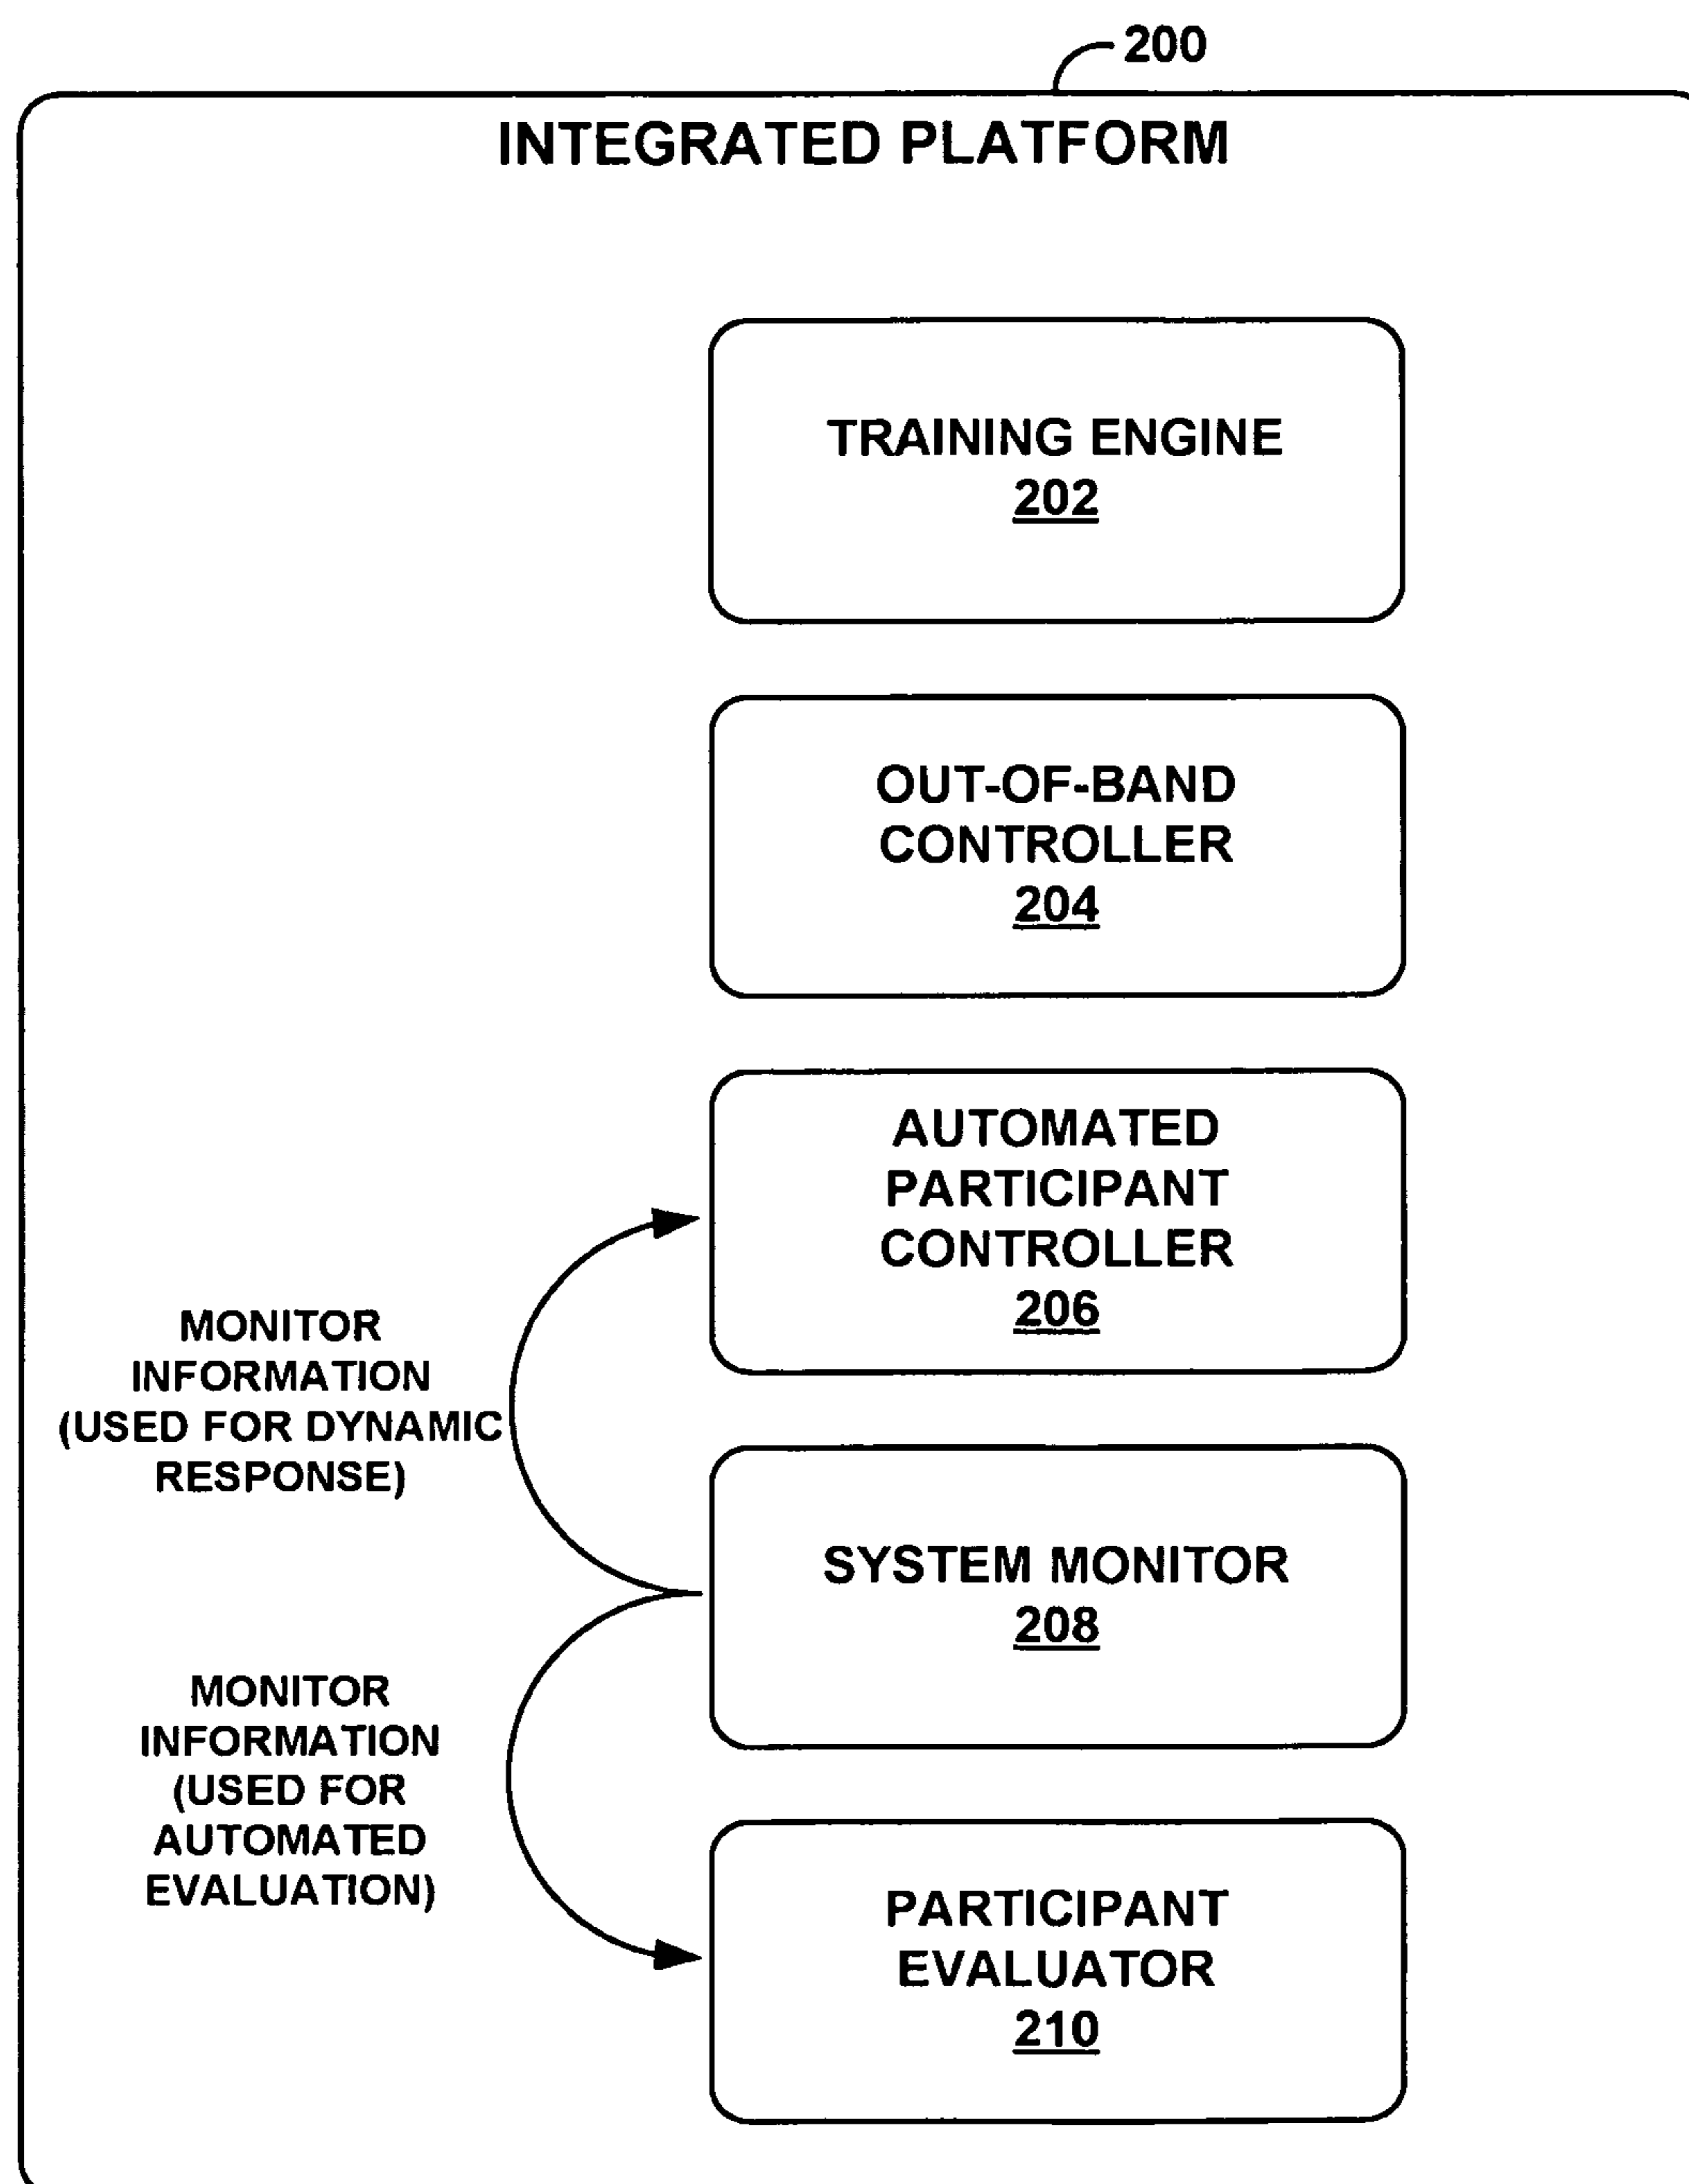 200
INTEGRATED PLATFORM
TRAINING ENGINE
202
OUT-OF-BAND
CONTROLLER
204
AUTOMATED
PARTICIPANT
CONTROLLER
206
MONITOR
INFORMATION
(USED FOR DYNAMIC
RESPONSE)
SYSTEM MONITOR
208
MONITOR
INFORMATION
(USED FOR
AUTOMATED
EVALUATION)
PARTICIPANT
EVALUATOR
210